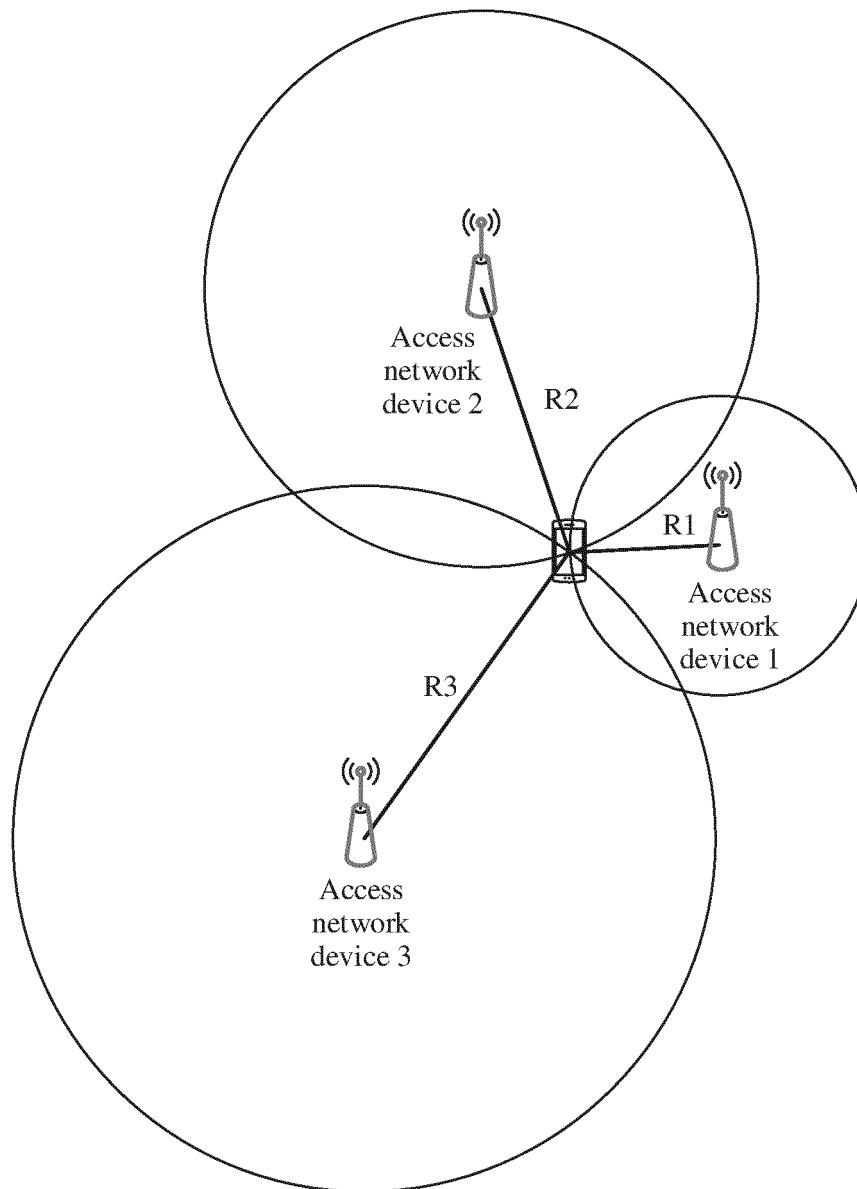 Access
network
device 2
R2
R1
Access
network
device 1
R3
Access
network
device 3